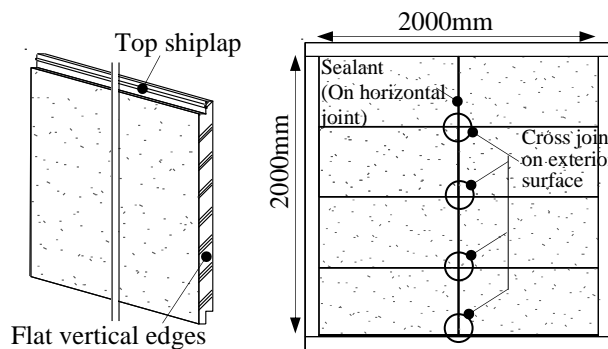 Top shiplap
Flat vertical edges
2000mm
2000mm
Sealant
(On horizontal
joint)
Cross join
on exterio
surface